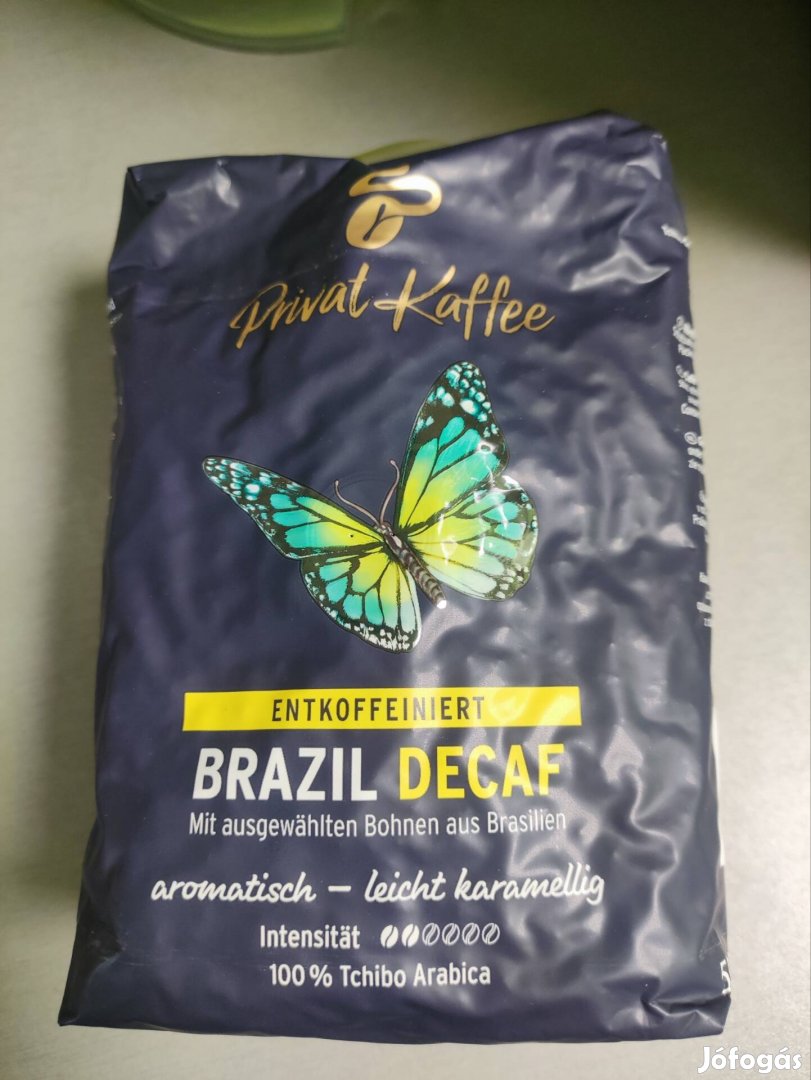 Privat Kaffee
ENTKOFFEINIERT
BRAZIL DECAF
Mit ausgewählten Bohnen aus Brasilien
aromatisch – leicht karamellig
Intensität
100 % Tchibo Arabica
Jófogás